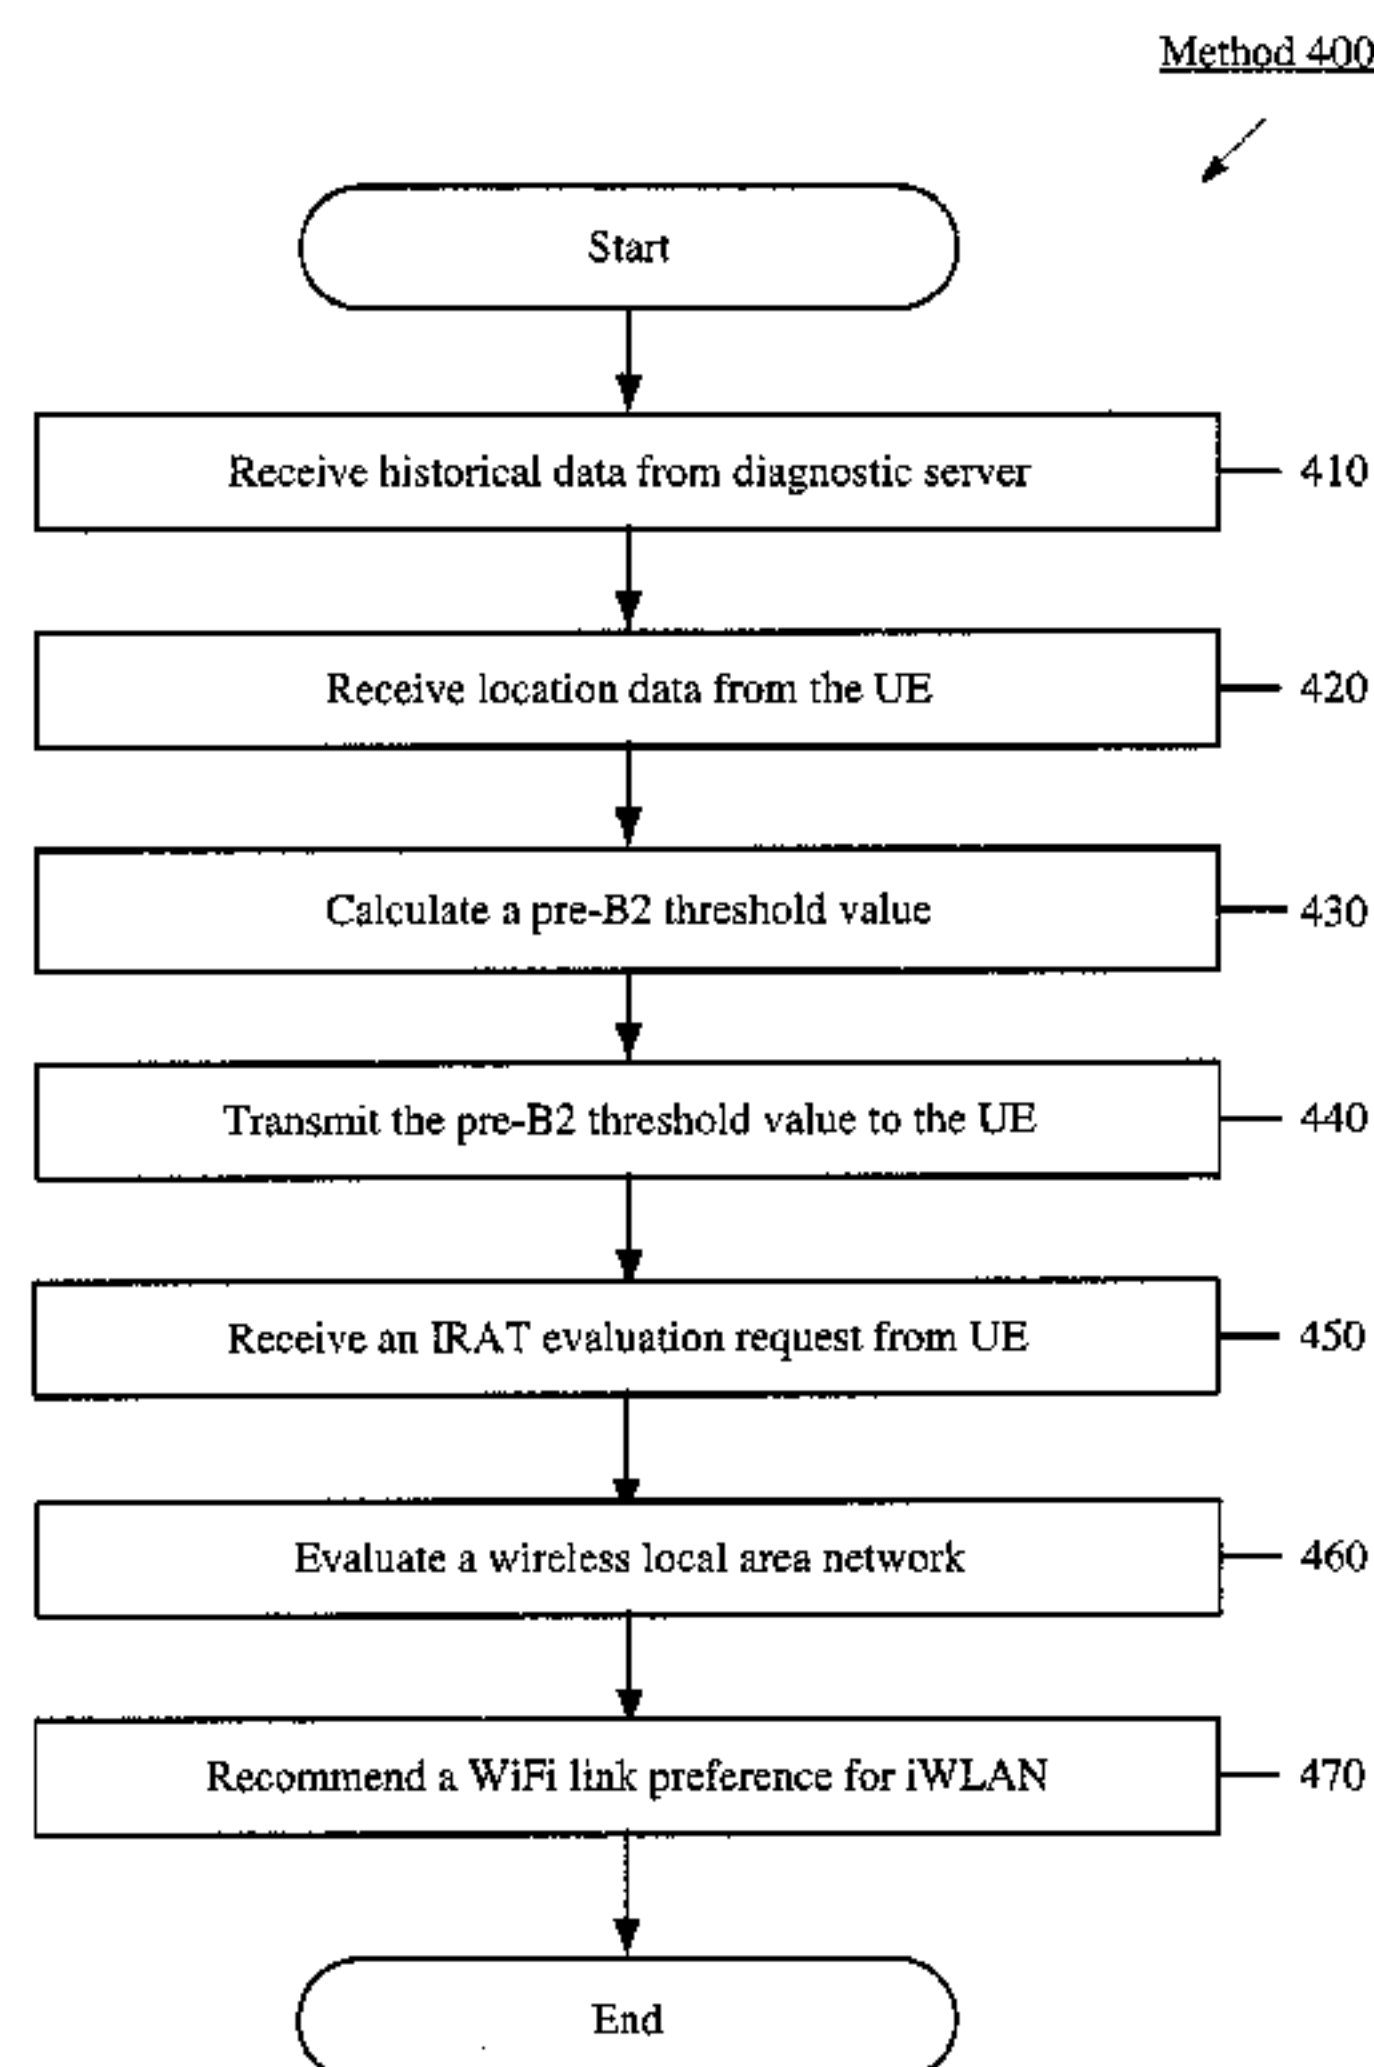 Method 400
Start
Receive historical data from diagnostic server
410
Receive location data from the UE
420
Calculate a pre-B2 threshold value
430
Transmit the pre-B2 threshold value to the UE
440
Receive an IRAT evaluation request from UE
450
Evaluate a wireless local area network
460
Recommend a WiFi link preference for iWLAN
470
End